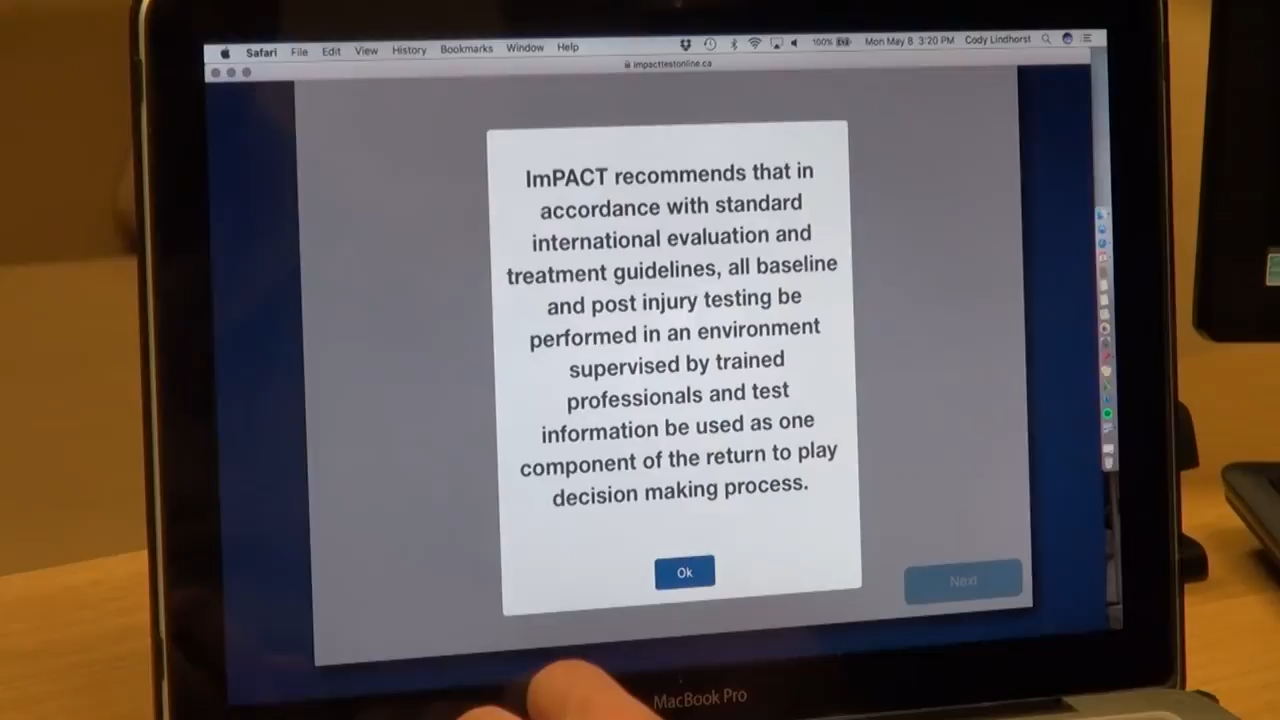 Safari File Edit View History Bookmarks Window Help 100% Mon May 8 3:20 PM Cody Lindhorst
impacttestonline.ca
ImPACT recommends that in
accordance with standard
international evaluation and
treatment guidelines, all baseline
and post injury testing be
performed in an environment
supervised by trained
professionals and test
information be used as one
component of the return to play
decision making process.
Ok
Next
MacBook Pro